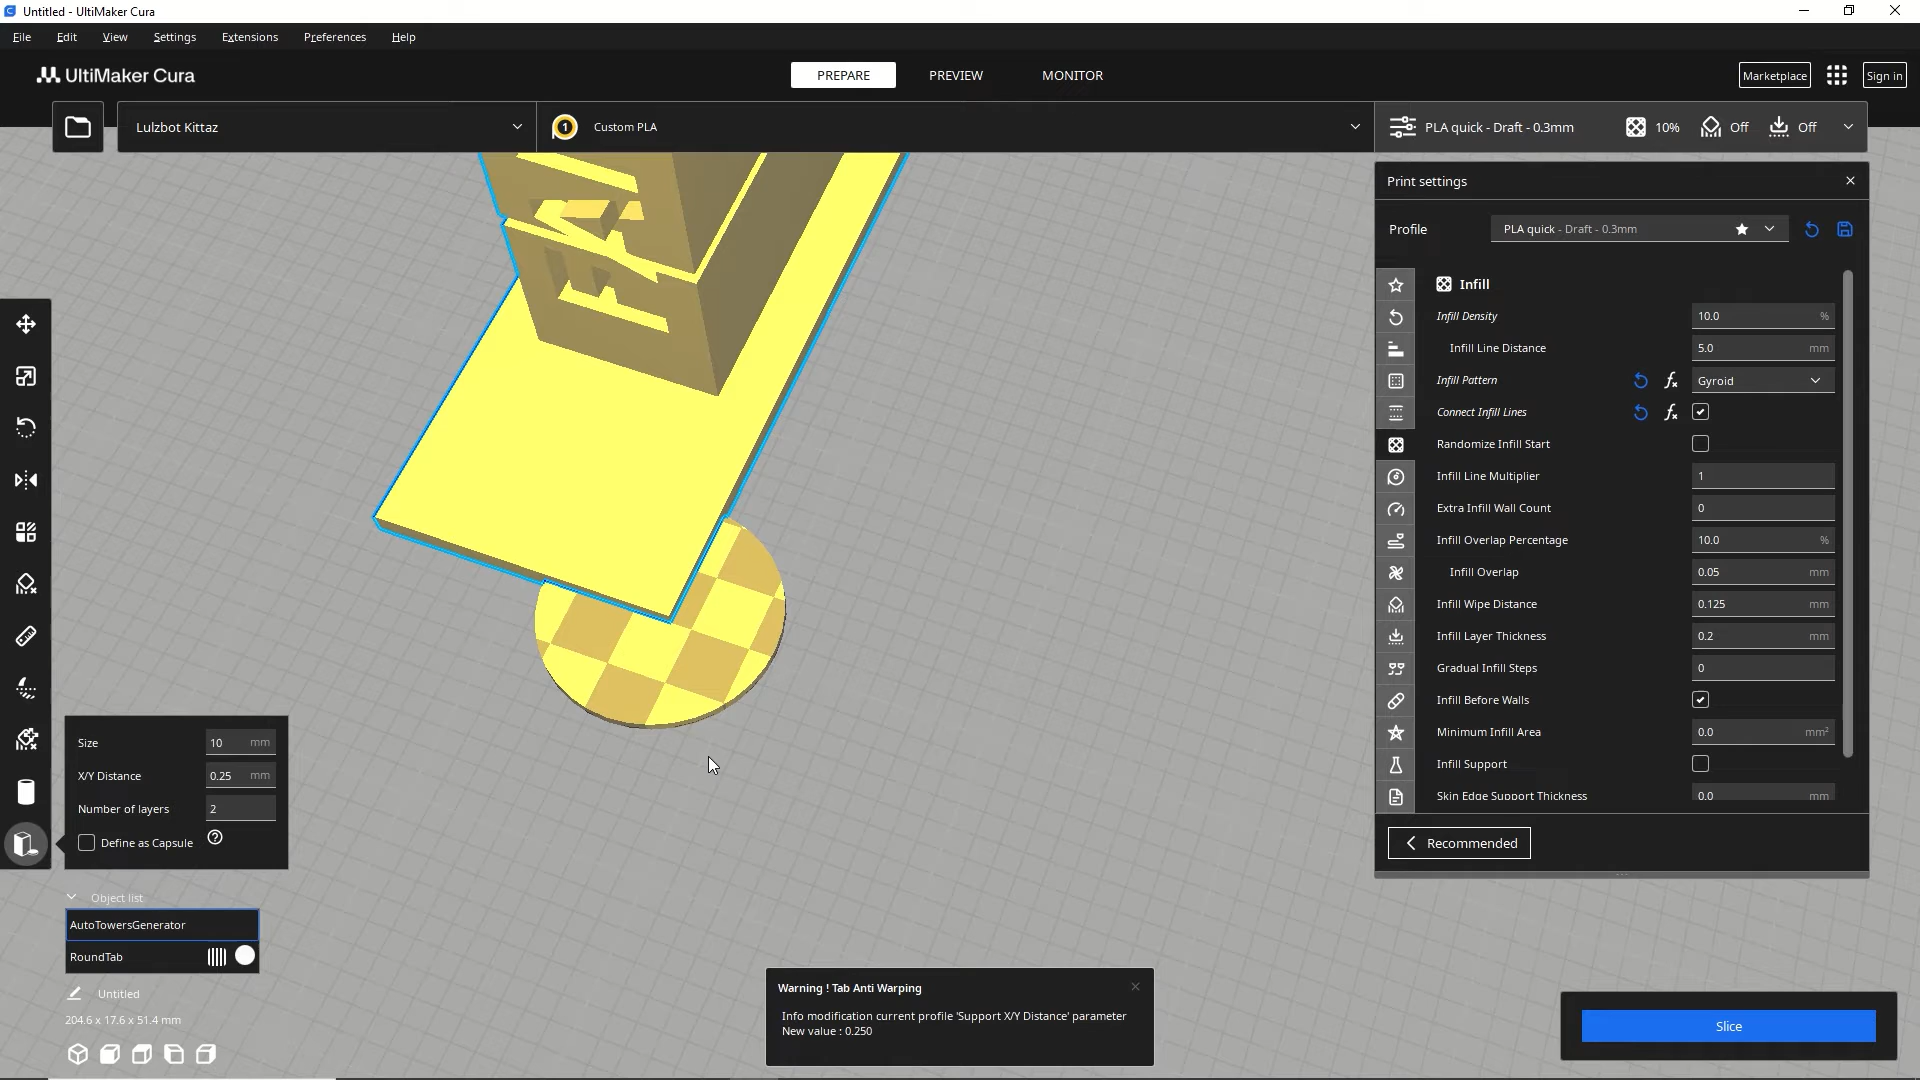 Untitled - UltiMaker Cura
File Edit View Settings Extensions Preferences Help
UltiMaker Cura
PREPARE PREVIEW MONITOR
Marketplace Sign in
Lulzbot Kittaz
1 Custom PLA
PLA quick - Draft - 0.3mm 10% Off Off
Print settings
Profile PLA quick - Draft - 0.3mm
Infill
Infill Density 10.0 %
Infill Line Distance 5.0 mm
Infill Pattern fx Gyroid
Connect Infill Lines fx
Randomize Infill Start
Infill Line Multiplier 1
Extra Infill Wall Count 0
Infill Overlap Percentage 10.0 %
Infill Overlap 0.05 mm
Infill Wipe Distance 0.125 mm
Infill Layer Thickness 0.2 mm
Gradual Infill Steps 0
Infill Before Walls
Minimum Infill Area 0.0 mm²
Infill Support
Skin Edge Support Thickness 0.0 mm
Recommended
Size 10 mm
X/Y Distance 0.25 mm
Number of layers 2
Define as Capsule
Object list
AutoTowersGenerator
RoundTab
Untitled
204.6 x 17.6 x 51.4 mm
Warning ! Tab Anti Warping
Info modification current profile 'Support X/Y Distance' parameter
New value : 0.250
Slice